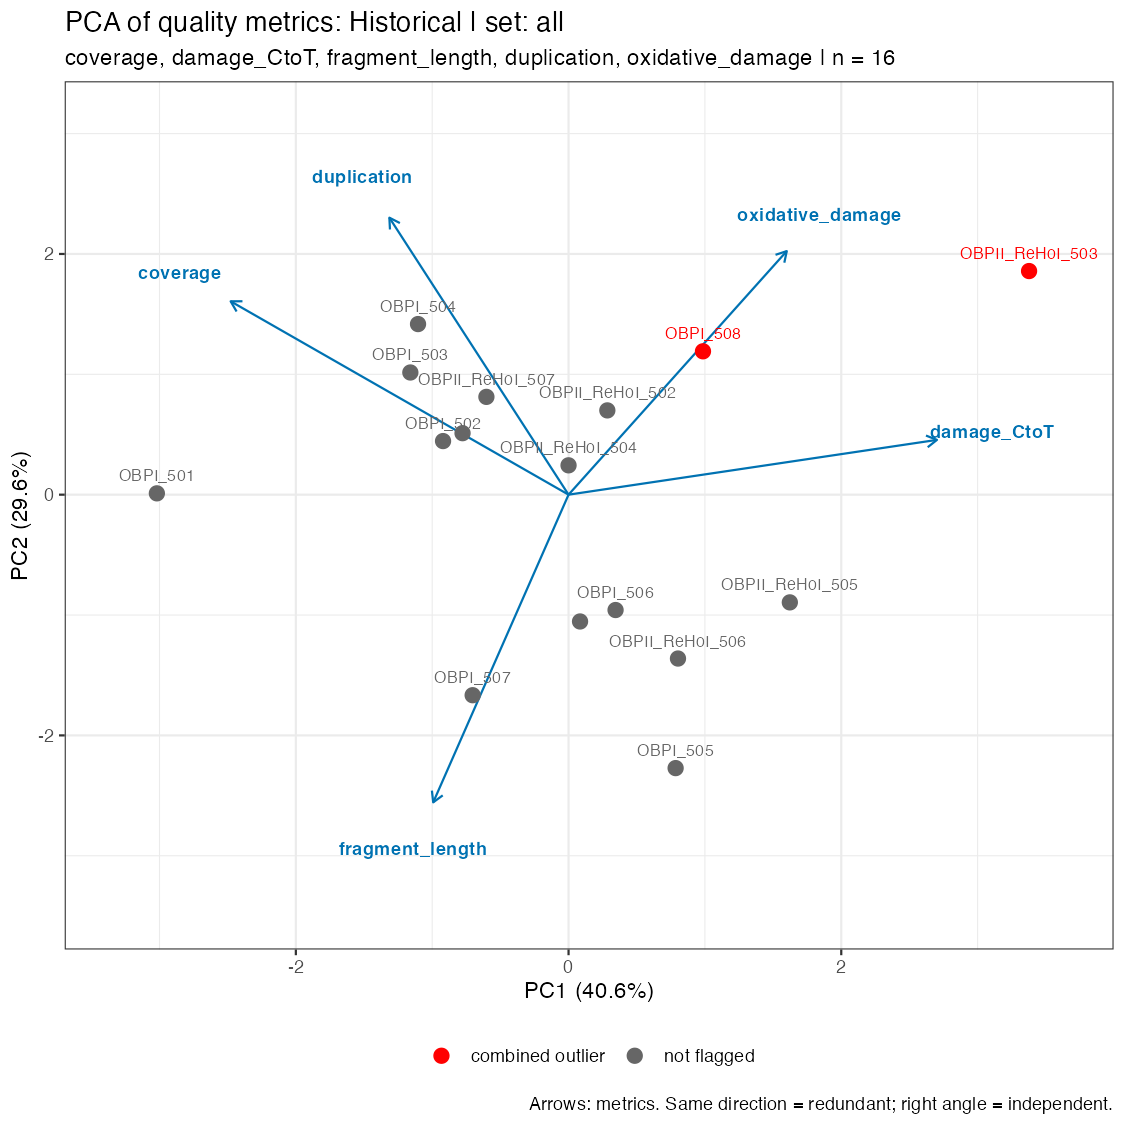 PCA of quality metrics: Historical | set: all
coverage, damage_CtoT, fragment_length, duplication, oxidative_damage | n = 16
duplication
oxidative_damage
OBPII_ReHoI_503
coverage
OBPI_504
OBPI_508
OBPI_503
OBPII_ReHoI_507
OBPII_ReHoI_502
OBPI_502
damage_CtoT
OBPII_ReHoI_504
OBPI_501
OBPI_506
OBPII_ReHoI_505
OBPII_ReHoI_506
OBPI_507
OBPI_505
fragment_length
2
0
-2
PC2 (29.6%)
-2
0
2
PC1 (40.6%)
combined outlier
not flagged
Arrows: metrics. Same direction = redundant; right angle = independent.